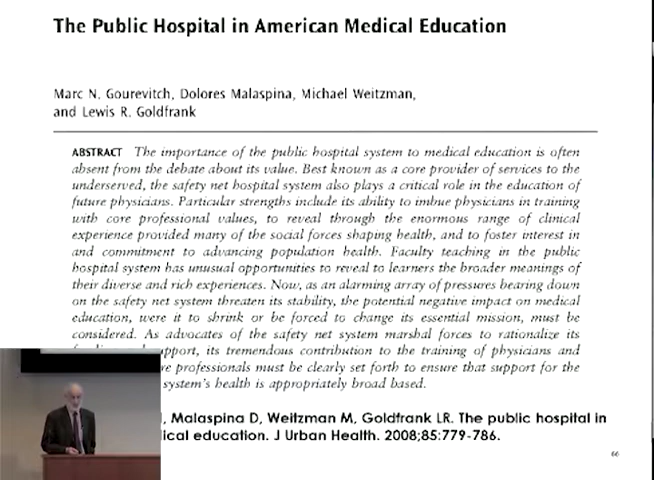 The Public Hospital in American Medical Education
Marc N. Gourevitch, Dolores Malaspina, Michael Weitzman,
and Lewis R. Goldfrank
ABSTRACT The importance of the public hospital system to medical education is often
absent from the debate about its value. Best known as a core provider of services to the
underserved, the safety net hospital system also plays a critical role in the education of
future physicians. Particular strengths include its ability to imbue physicians in training
with core professional values, to reveal through the enormous range of clinical
experience provided many of the social forces shaping health, and to foster interest in
and commitment to advancing population health. Faculty teaching in the public
hospital system has unusual opportunities to reveal to learners the broader meanings of
their diverse and rich experiences. Now, as an alarming array of pressures bearing down
on the safety net system threaten its stability, the potential negative impact on medical
education, were it to shrink or be forced to change its essential mission, must be
considered. As advocates of the safety net system marshal forces to rationalize its
support, its tremendous contribution to the training of physicians and
professionals must be clearly set forth to ensure that support for the
system's health is appropriately broad based.
, Malaspina D, Weitzman M, Goldfrank LR. The public hospital in
education. J Urban Health. 2008;85:779-786.
66